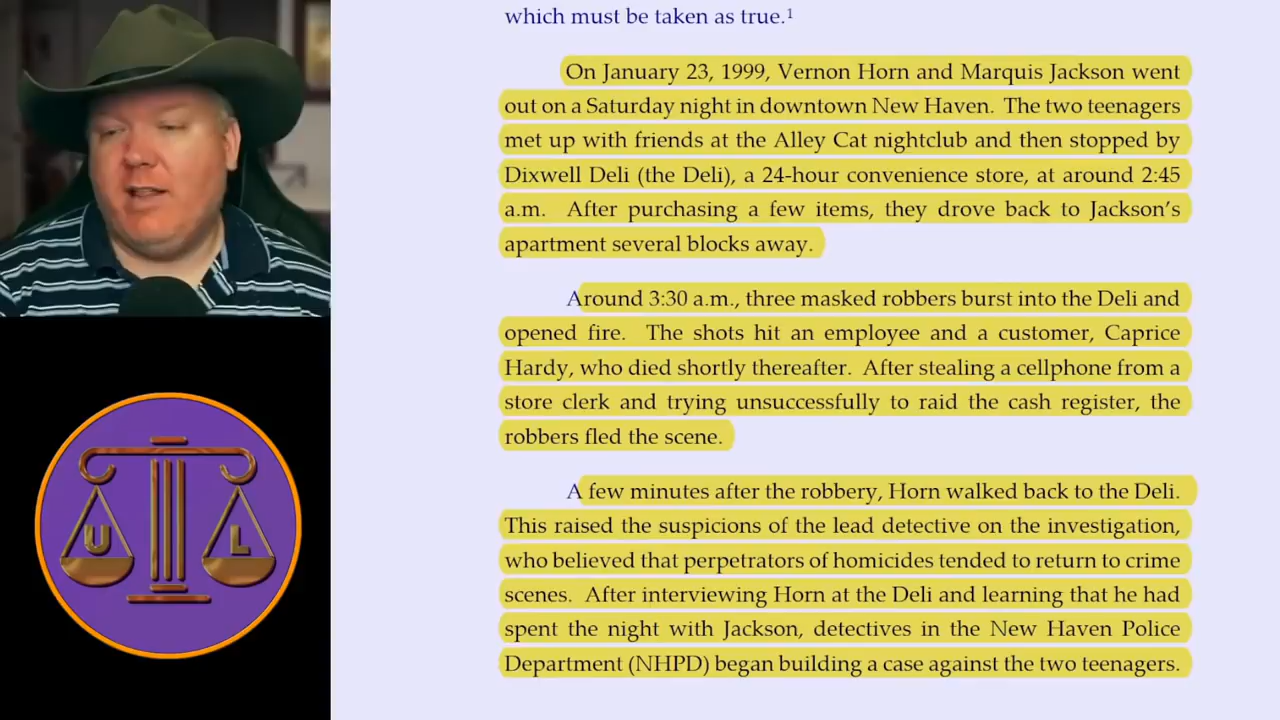 which must be taken as true.¹
On January 23, 1999, Vernon Horn and Marquis Jackson went
out on a Saturday night in downtown New Haven. The two teenagers
met up with friends at the Alley Cat nightclub and then stopped by
Dixwell Deli (the Deli), a 24-hour convenience store, at around 2:45
a.m. After purchasing a few items, they drove back to Jackson’s
apartment several blocks away.
Around 3:30 a.m., three masked robbers burst into the Deli and
opened fire. The shots hit an employee and a customer, Caprice
Hardy, who died shortly thereafter. After stealing a cellphone from a
store clerk and trying unsuccessfully to raid the cash register, the
robbers fled the scene.
A few minutes after the robbery, Horn walked back to the Deli.
This raised the suspicions of the lead detective on the investigation,
who believed that perpetrators of homicides tended to return to crime
scenes. After interviewing Horn at the Deli and learning that he had
spent the night with Jackson, detectives in the New Haven Police
Department (NHPD) began building a case against the two teenagers.
U L